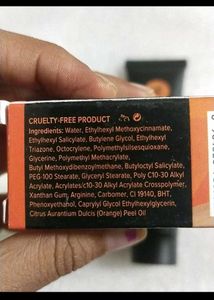 CRUELTY-FREE PRODUCT
Ingredients: Water, Ethylhexyl Methoxycinnamate,
Ethylhexyl Salicylate, Butylene Glycol, Ethylhexyl
Triazone, Octocrylene, Polymethylsilsesquioxane,
Glycerine, Polymethyl Methacrylate,
Butyl Methoxydibenzoylmethane, Butyloctyl Salicylate,
PEG-100 Stearate, Glyceryl Stearate, Poly C10-30 Alkyl
Acrylate, Acrylates/c10-30 Alkyl Acrylate Crosspolymer,
Xanthan Gum, Arginine, Carbomer, CI 19140, BHT,
Phenoxyethanol, Caprylyl Glycol Ethylhexylglycerin,
Citrus Aurantium Dulcis (Orange) Peel Oil